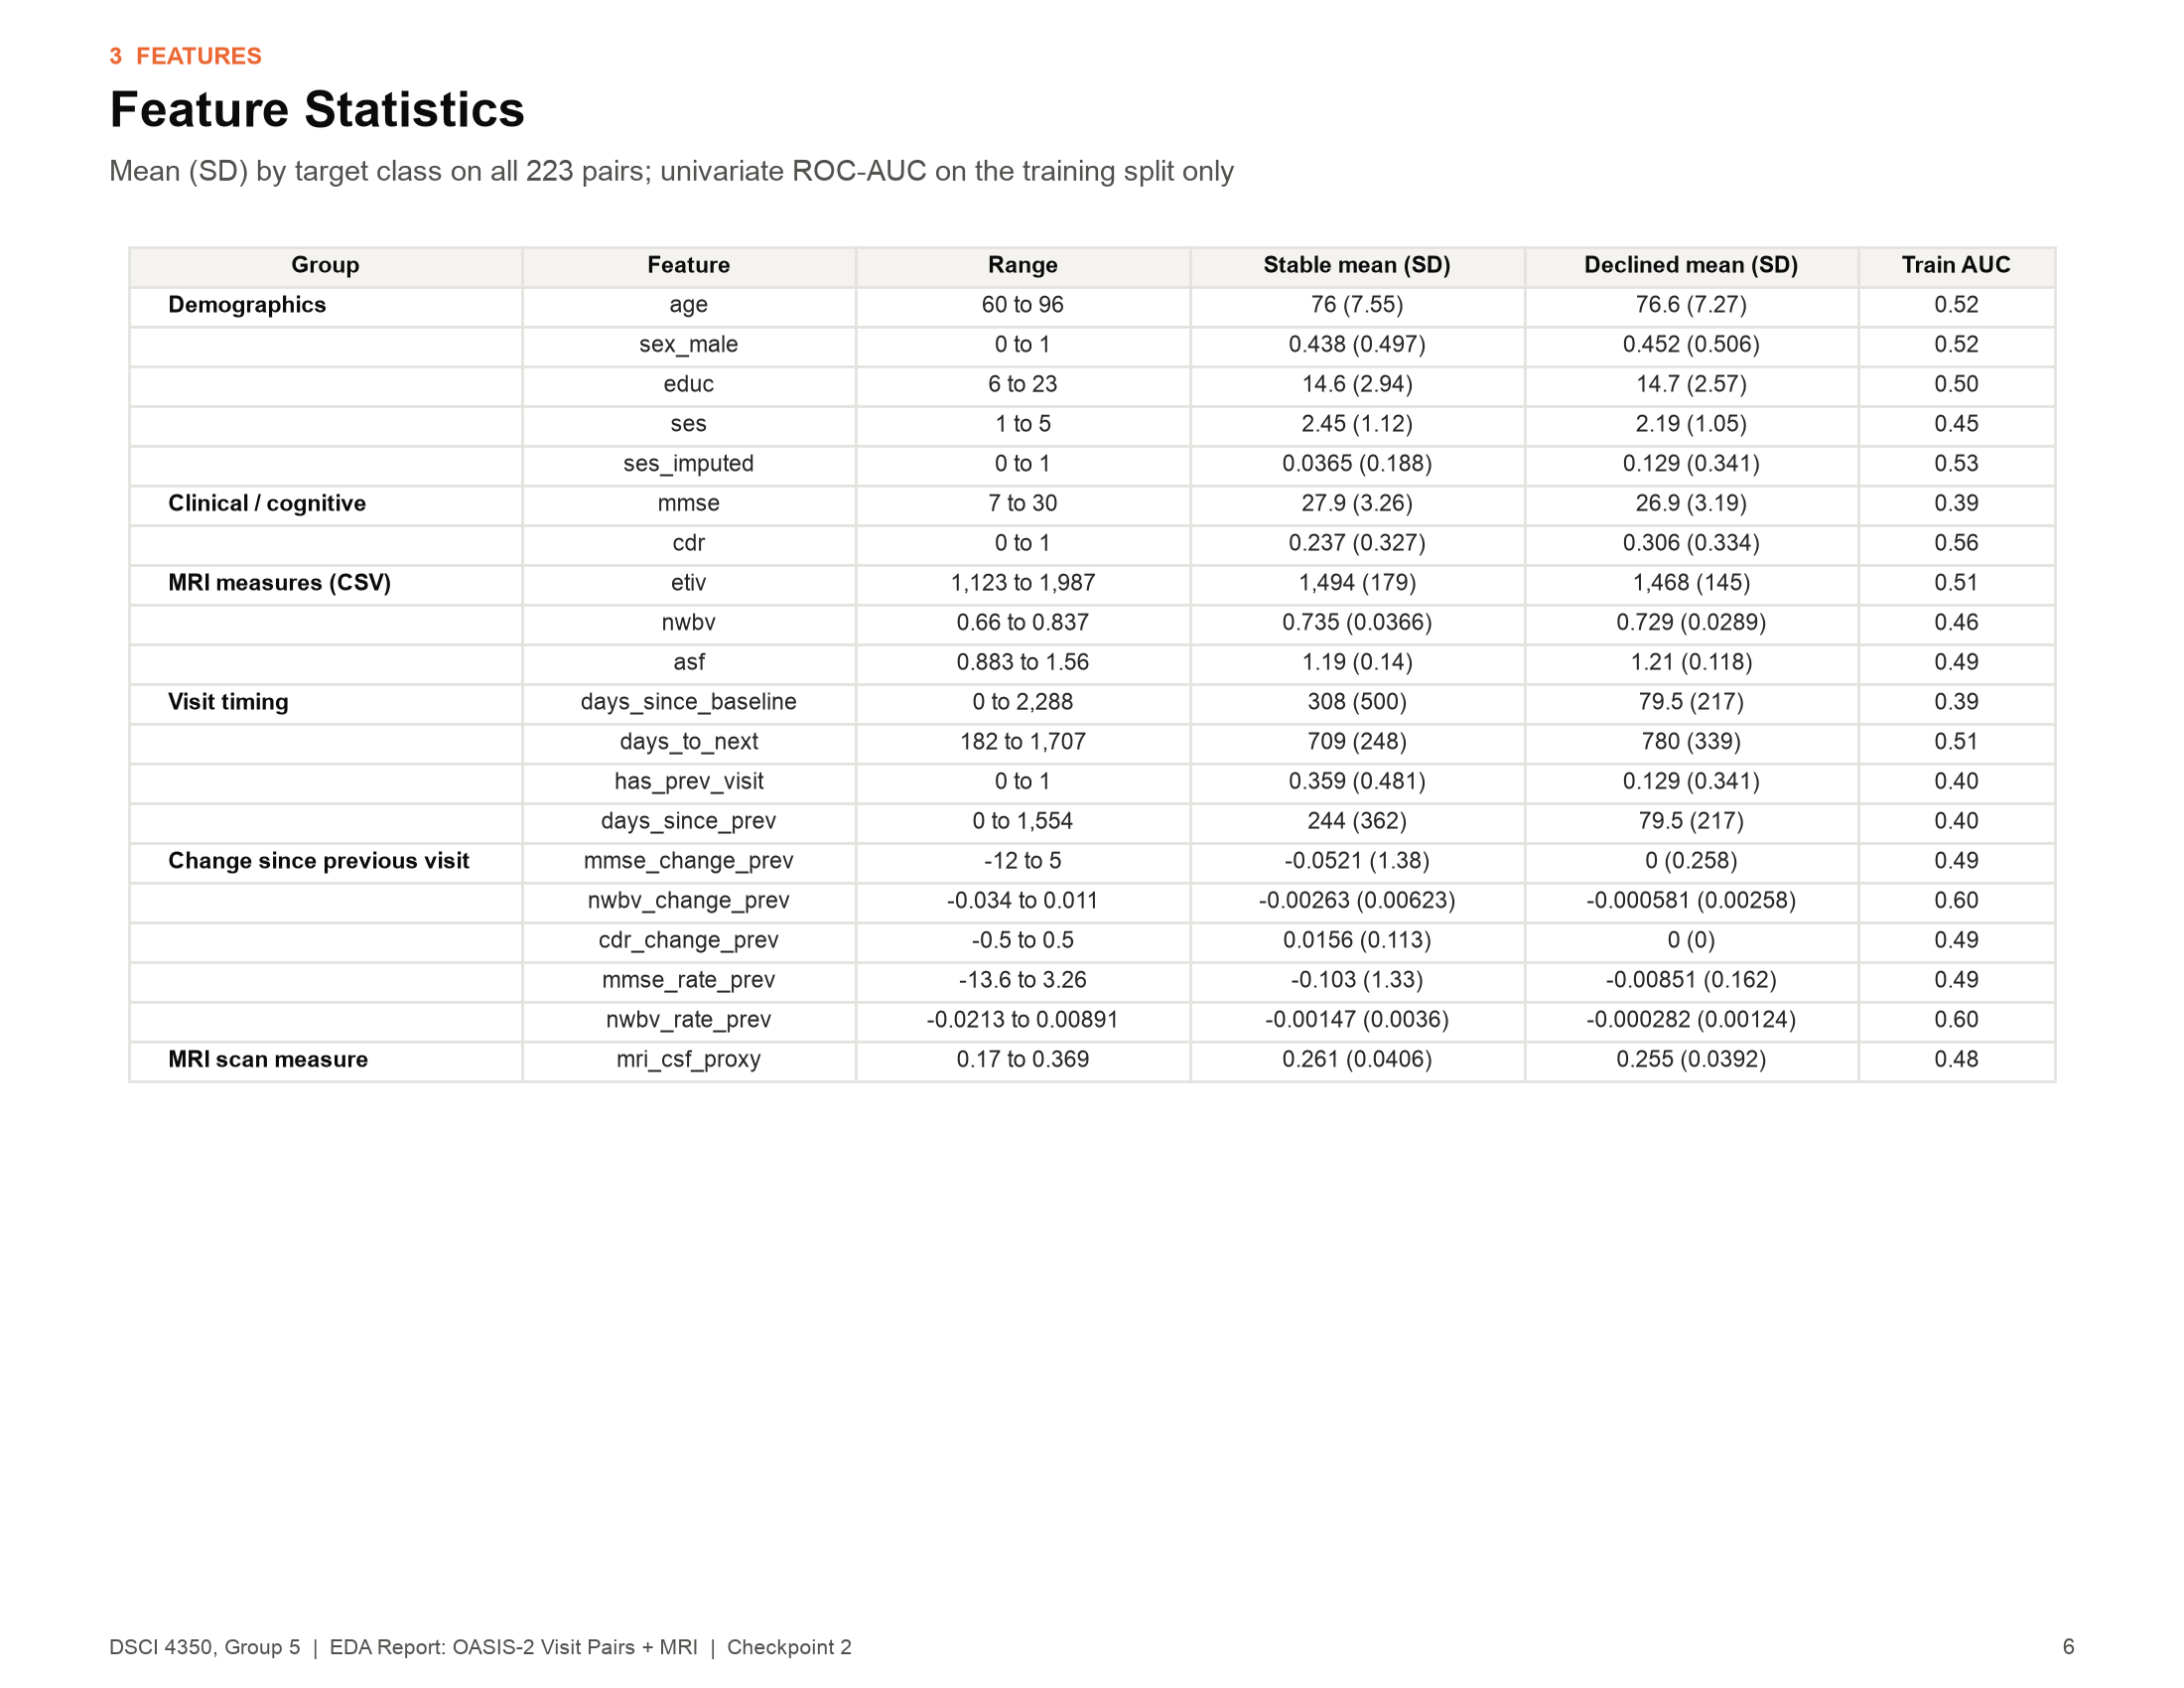 3 FEATURES
Feature Statistics
Mean (SD) by target class on all 223 pairs; univariate ROC-AUC on the training split only
Group Feature Range Stable mean (SD) Declined mean (SD) Train AUC
Demographics age 60 to 96 76 (7.55) 76.6 (7.27) 0.52
sex_male 0 to 1 0.438 (0.497) 0.452 (0.506) 0.52
educ 6 to 23 14.6 (2.94) 14.7 (2.57) 0.50
ses 1 to 5 2.45 (1.12) 2.19 (1.05) 0.45
ses_imputed 0 to 1 0.0365 (0.188) 0.129 (0.341) 0.53
Clinical / cognitive mmse 7 to 30 27.9 (3.26) 26.9 (3.19) 0.39
cdr 0 to 1 0.237 (0.327) 0.306 (0.334) 0.56
MRI measures (CSV) etiv 1,123 to 1,987 1,494 (179) 1,468 (145) 0.51
nwbv 0.66 to 0.837 0.735 (0.0366) 0.729 (0.0289) 0.46
asf 0.883 to 1.56 1.19 (0.14) 1.21 (0.118) 0.49
Visit timing days_since_baseline 0 to 2,288 308 (500) 79.5 (217) 0.39
days_to_next 182 to 1,707 709 (248) 780 (339) 0.51
has_prev_visit 0 to 1 0.359 (0.481) 0.129 (0.341) 0.40
days_since_prev 0 to 1,554 244 (362) 79.5 (217) 0.40
Change since previous visit mmse_change_prev -12 to 5 -0.0521 (1.38) 0 (0.258) 0.49
nwbv_change_prev -0.034 to 0.011 -0.00263 (0.00623) -0.000581 (0.00258) 0.60
cdr_change_prev -0.5 to 0.5 0.0156 (0.113) 0 (0) 0.49
mmse_rate_prev -13.6 to 3.26 -0.103 (1.33) -0.00851 (0.162) 0.49
nwbv_rate_prev -0.0213 to 0.00891 -0.00147 (0.0036) -0.000282 (0.00124) 0.60
MRI scan measure mri_csf_proxy 0.17 to 0.369 0.261 (0.0406) 0.255 (0.0392) 0.48
DSCI 4350, Group 5 | EDA Report: OASIS-2 Visit Pairs + MRI | Checkpoint 2 6